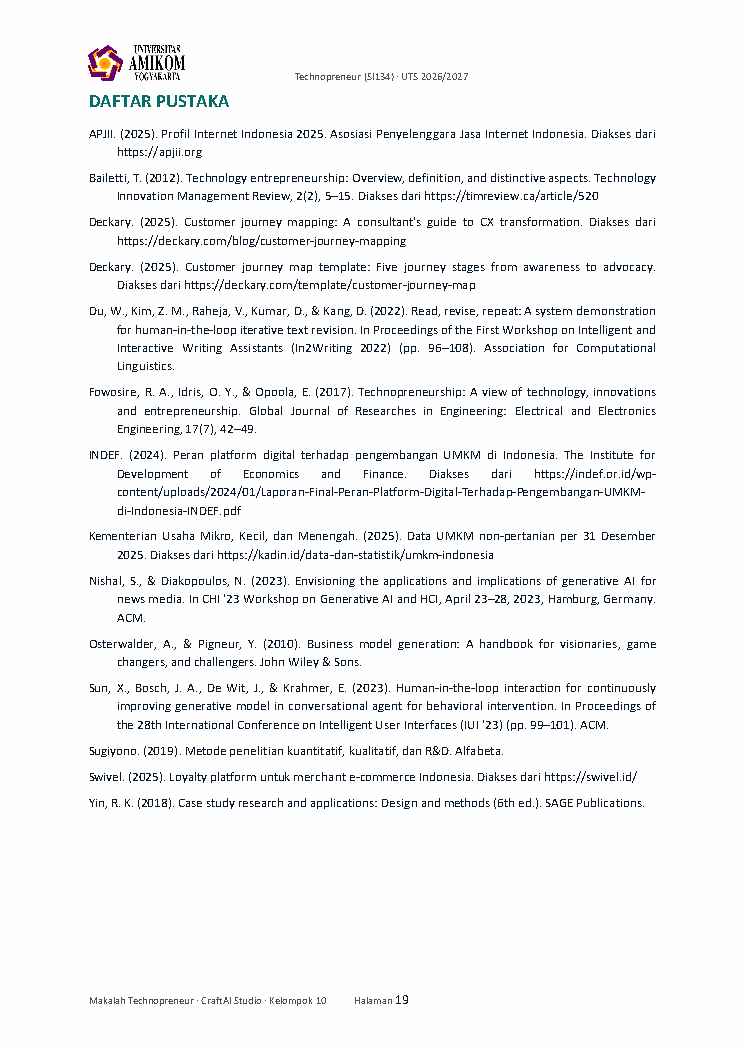 UNIVERSITAS
AMIKOM
YOGYAKARTA
Technopreneur (SI134) · UTS 2026/2027
DAFTAR PUSTAKA
APJII. (2025). Profil Internet Indonesia 2025. Asosiasi Penyelenggara Jasa Internet Indonesia. Diakses dari
https://apjii.org
Bailetti, T. (2012). Technology entrepreneurship: Overview, definition, and distinctive aspects. Technology
Innovation Management Review, 2(2), 5–15. Diakses dari https://timreview.ca/article/520
Deckary. (2025). Customer journey mapping: A consultant's guide to CX transformation. Diakses dari
https://deckary.com/blog/customer-journey-mapping
Deckary. (2025). Customer journey map template: Five journey stages from awareness to advocacy.
Diakses dari https://deckary.com/template/customer-journey-map
Du, W., Kim, Z. M., Raheja, V., Kumar, D., & Kang, D. (2022). Read, revise, repeat: A system demonstration
for human-in-the-loop iterative text revision. In Proceedings of the First Workshop on Intelligent and
Interactive Writing Assistants (In2Writing 2022) (pp. 96–108). Association for Computational
Linguistics.
Fowosire, R. A., Idris, O. Y., & Opoola, E. (2017). Technopreneurship: A view of technology, innovations
and entrepreneurship. Global Journal of Researches in Engineering: Electrical and Electronics
Engineering, 17(7), 42–49.
INDEF. (2024). Peran platform digital terhadap pengembangan UMKM di Indonesia. The Institute for
Development of Economics and Finance. Diakses dari https://indef.or.id/wp-
content/uploads/2024/01/Laporan-Final-Peran-Platform-Digital-Terhadap-Pengembangan-UMKM-
di-Indonesia-INDEF.pdf
Kementerian Usaha Mikro, Kecil, dan Menengah. (2025). Data UMKM non-pertanian per 31 Desember
2025. Diakses dari https://kadin.id/data-dan-statistik/umkm-indonesia
Nishal, S., & Diakopoulos, N. (2023). Envisioning the applications and implications of generative AI for
news media. In CHI '23 Workshop on Generative AI and HCI, April 23–28, 2023, Hamburg, Germany.
ACM.
Osterwalder, A., & Pigneur, Y. (2010). Business model generation: A handbook for visionaries, game
changers, and challengers. John Wiley & Sons.
Sun, X., Bosch, J. A., De Wit, J., & Krahmer, E. (2023). Human-in-the-loop interaction for continuously
improving generative model in conversational agent for behavioral intervention. In Proceedings of
the 28th International Conference on Intelligent User Interfaces (IUI '23) (pp. 99–101). ACM.
Sugiyono. (2019). Metode penelitian kuantitatif, kualitatif, dan R&D. Alfabeta.
Swivel. (2025). Loyalty platform untuk merchant e-commerce Indonesia. Diakses dari https://swivel.id/
Yin, R. K. (2018). Case study research and applications: Design and methods (6th ed.). SAGE Publications.
Makalah Technopreneur · CraftAI Studio · Kelompok 10 Halaman 19